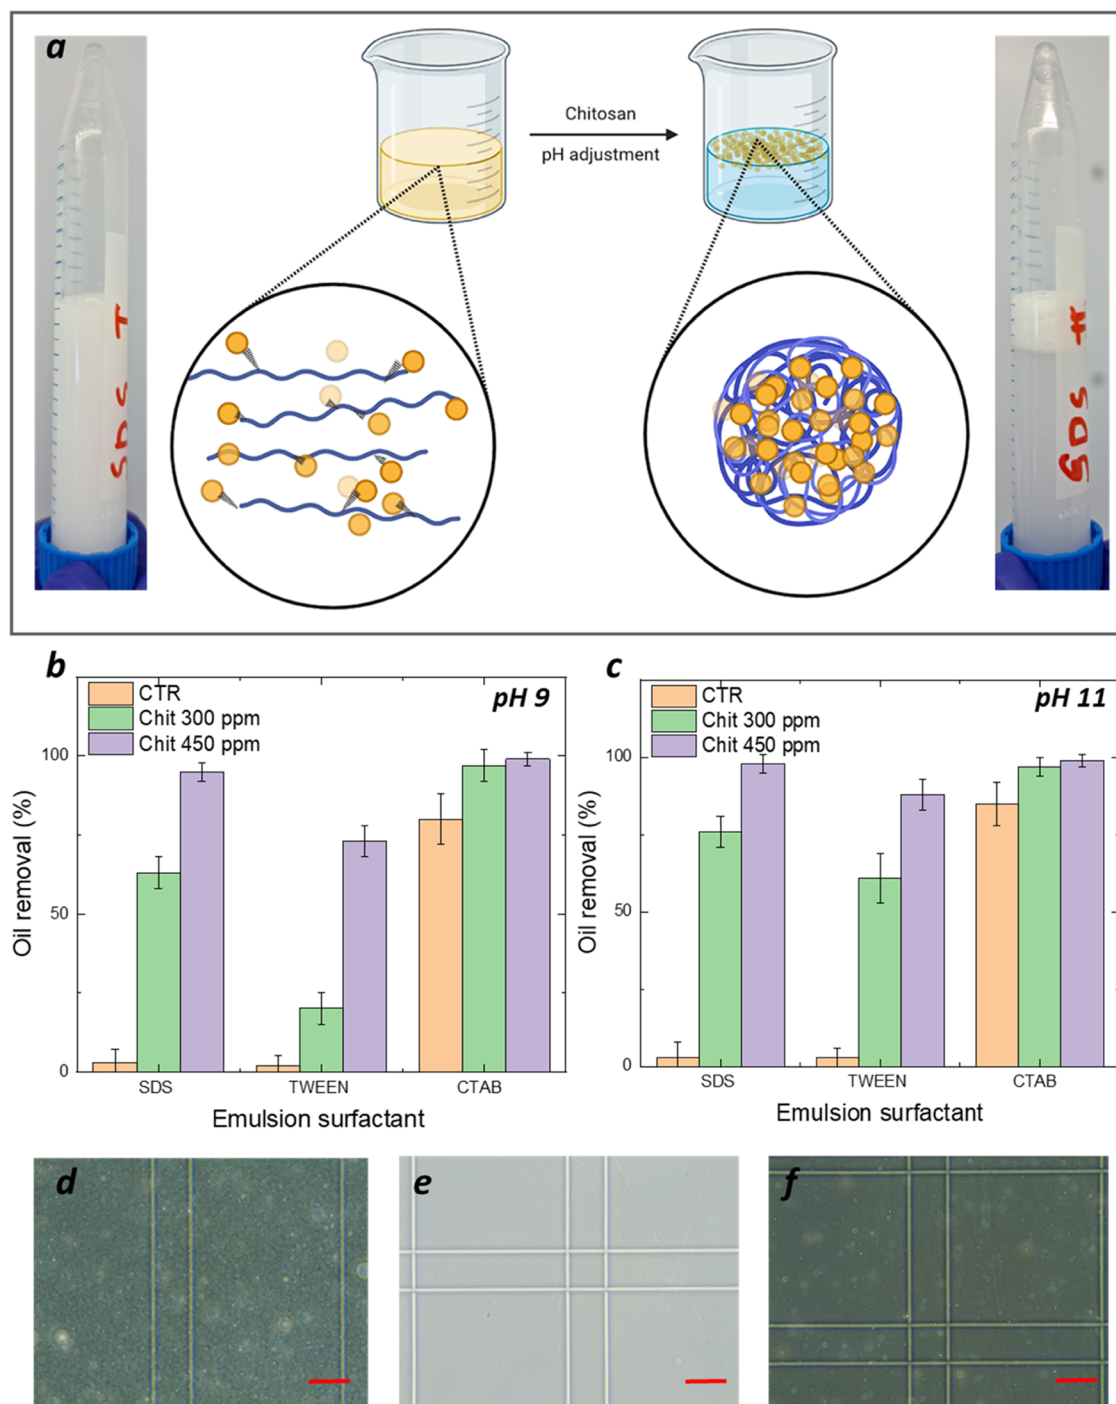 a
Chitosan
pH adjustment
SDS T
SDS
b
CTR
Chit 300 ppm
Chit 450 ppm
pH 9
100
50
0
Oil removal (%)
SDS TWEEN CTAB
Emulsion surfactant
c
CTR
Chit 300 ppm
Chit 450 ppm
pH 11
100
50
0
Oil removal (%)
SDS TWEEN CTAB
Emulsion surfactant
d
e
f